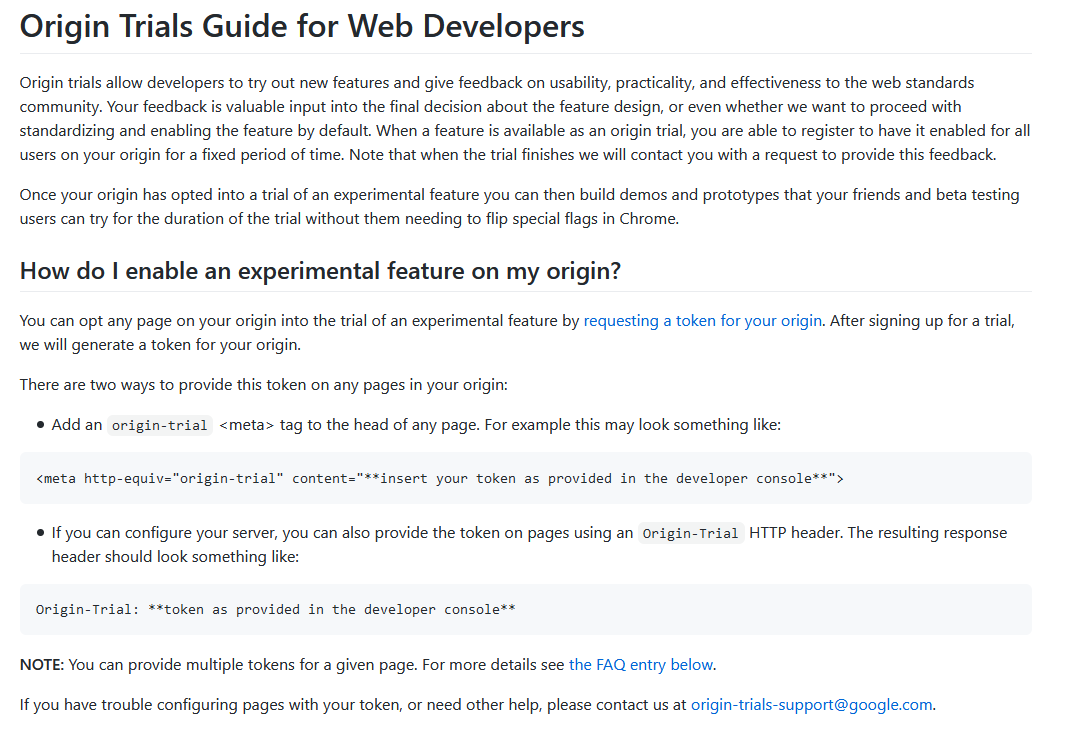 Origin Trials Guide for Web Developers
Origin trials allow developers to try out new features and give feedback on usability, practicality, and effectiveness to the web standards
community. Your feedback is valuable input into the final decision about the feature design, or even whether we want to proceed with
standardizing and enabling the feature by default. When a feature is available as an origin trial, you are able to register to have it enabled for all
users on your origin for a fixed period of time. Note that when the trial finishes we will contact you with a request to provide this feedback.
Once your origin has opted into a trial of an experimental feature you can then build demos and prototypes that your friends and beta testing
users can try for the duration of the trial without them needing to flip special flags in Chrome.
How do I enable an experimental feature on my origin?
You can opt any page on your origin into the trial of an experimental feature by requesting a token for your origin. After signing up for a trial,
we will generate a token for your origin.
There are two ways to provide this token on any pages in your origin:
• Add an origin-trial <meta> tag to the head of any page. For example this may look something like:
<meta http-equiv="origin-trial" content="**insert your token as provided in the developer console**">
• If you can configure your server, you can also provide the token on pages using an Origin-Trial HTTP header. The resulting response
header should look something like:
Origin-Trial: **token as provided in the developer console**
NOTE: You can provide multiple tokens for a given page. For more details see the FAQ entry below.
If you have trouble configuring pages with your token, or need other help, please contact us at origin-trials-support@google.com.